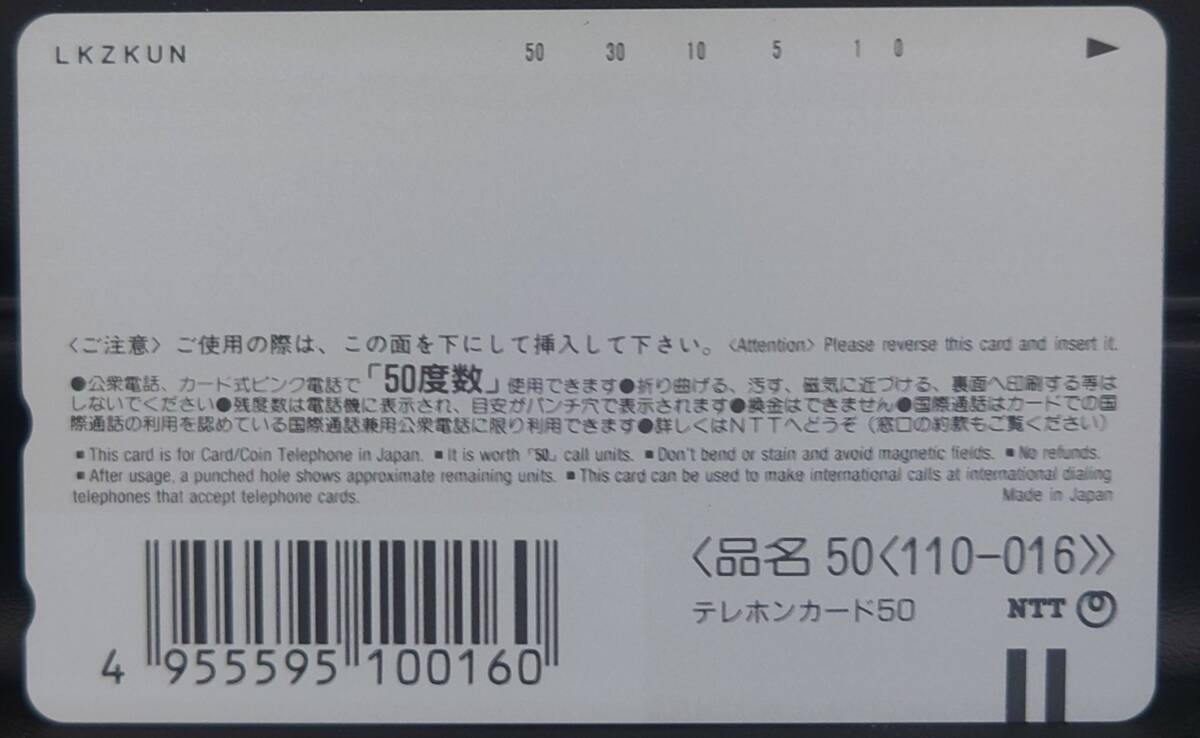 LKZKUN 50 30 10 5 1 0 ▶
〈ご注意〉ご使用の際は、この面を下にして挿入して下さい。〈Attention〉Please reverse this card and insert it.
●公衆電話、カード式ピンク電話で「50度数」使用できます●折り曲げる、汚す、磁気に近づける、裏面へ印刷する等は
しないでください●残度数は電話機に表示され、目安がパンチ穴で表示されます●換金はできません●国際通話はカードでの国
際通話の利用を認めている国際通話兼用公衆電話に限り利用できます●詳しくはNTTへどうぞ（窓口の約款もご覧ください）
■This card is for Card/Coin Telephone in Japan. ■It is worth「50」call units. ■Don't bend or stain and avoid magnetic fields. ■No refunds.
■After usage, a punched hole shows approximate remaining units. ■This card can be used to make international calls at international dialing
telephones that accept telephone cards. Made in Japan
〈品名 50〈110-016〉〉
テレホンカード50 NTT
4 955595 100160